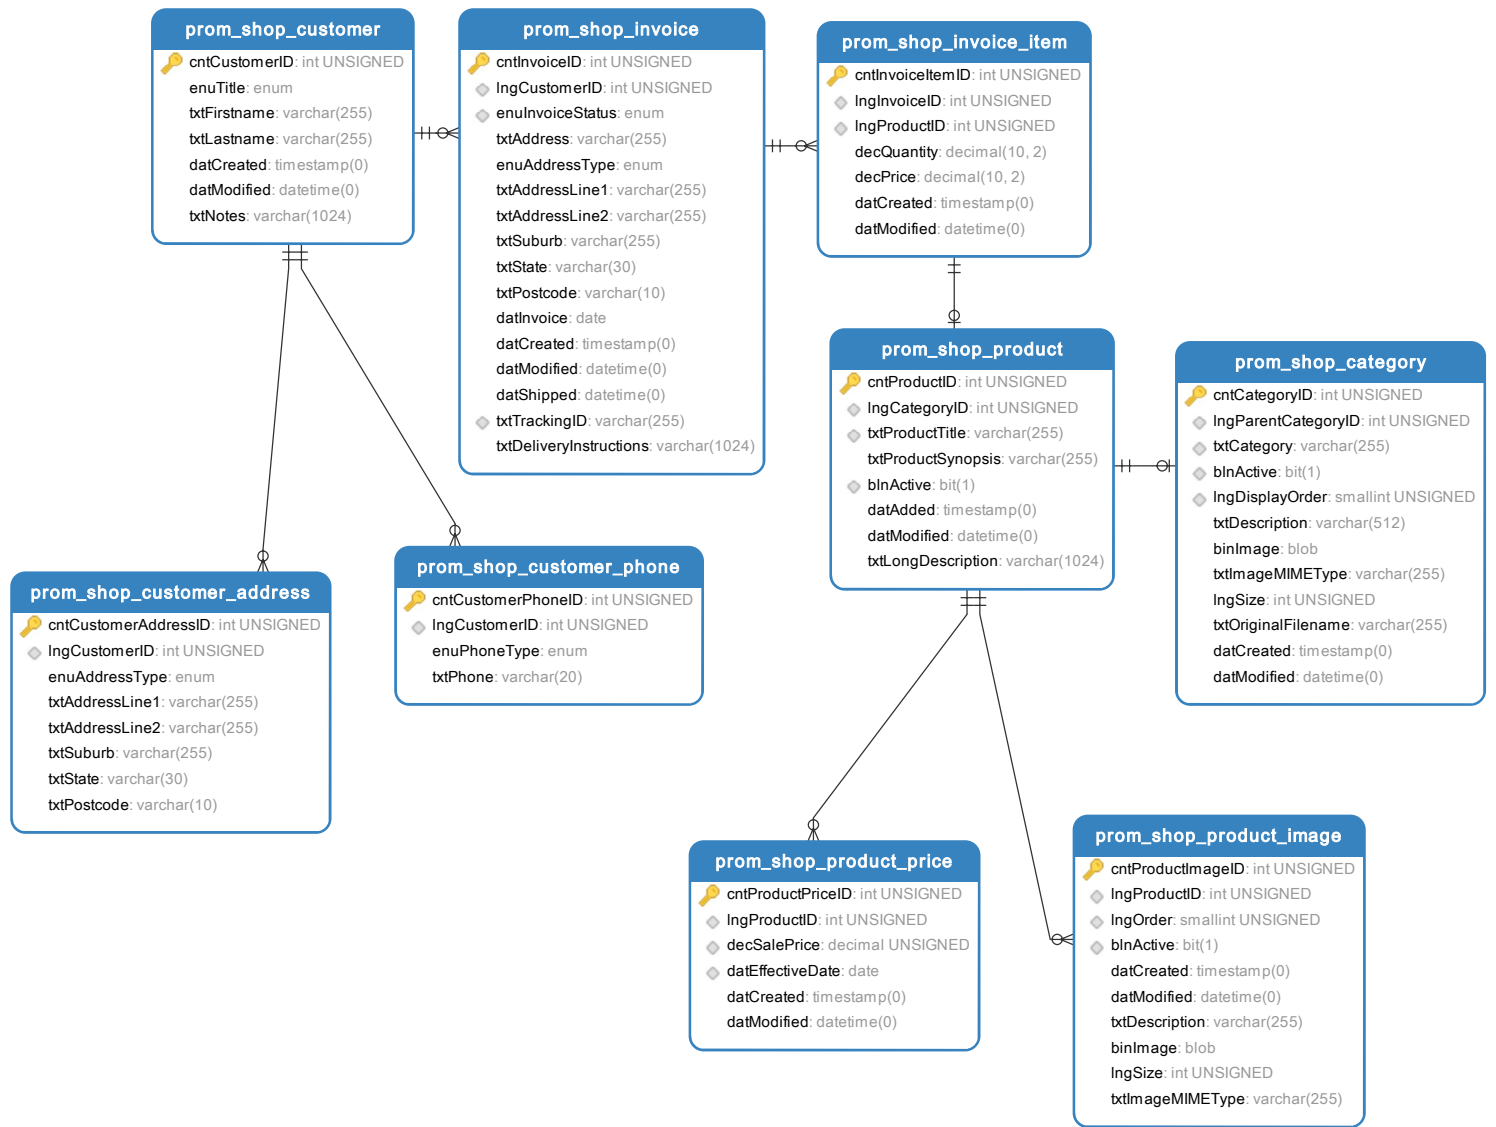 prom_shop_customer
cntCustomerID: int UNSIGNED
enuTitle: enum
txtFirstname: varchar(255)
txtLastname: varchar(255)
datCreated: timestamp(0)
datModified: datetime(0)
txtNotes: varchar(1024)
prom_shop_invoice
cntInvoiceID: int UNSIGNED
lngCustomerID: int UNSIGNED
enuInvoiceStatus: enum
txtAddress: varchar(255)
enuAddressType: enum
txtAddressLine1: varchar(255)
txtAddressLine2: varchar(255)
txtSuburb: varchar(255)
txtState: varchar(30)
txtPostcode: varchar(10)
datInvoice: date
datCreated: timestamp(0)
datModified: datetime(0)
datShipped: datetime(0)
txtTrackingID: varchar(255)
txtDeliveryInstructions: varchar(1024)
prom_shop_invoice_item
cntInvoiceItemID: int UNSIGNED
lngInvoiceID: int UNSIGNED
lngProductID: int UNSIGNED
decQuantity: decimal(10, 2)
decPrice: decimal(10, 2)
datCreated: timestamp(0)
datModified: datetime(0)
prom_shop_product
cntProductID: int UNSIGNED
lngCategoryID: int UNSIGNED
txtProductTitle: varchar(255)
txtProductSynopsis: varchar(255)
blnActive: bit(1)
datAdded: timestamp(0)
datModified: datetime(0)
txtLongDescription: varchar(1024)
prom_shop_category
cntCategoryID: int UNSIGNED
lngParentCategoryID: int UNSIGNED
txtCategory: varchar(255)
blnActive: bit(1)
lngDisplayOrder: smallint UNSIGNED
txtDescription: varchar(512)
binImage: blob
txtImageMIMEType: varchar(255)
lngSize: int UNSIGNED
txtOriginalFilename: varchar(255)
datCreated: timestamp(0)
datModified: datetime(0)
prom_shop_customer_address
cntCustomerAddressID: int UNSIGNED
lngCustomerID: int UNSIGNED
enuAddressType: enum
txtAddressLine1: varchar(255)
txtAddressLine2: varchar(255)
txtSuburb: varchar(255)
txtState: varchar(30)
txtPostcode: varchar(10)
prom_shop_customer_phone
cntCustomerPhoneID: int UNSIGNED
lngCustomerID: int UNSIGNED
enuPhoneType: enum
txtPhone: varchar(20)
prom_shop_product_price
cntProductPriceID: int UNSIGNED
lngProductID: int UNSIGNED
decSalePrice: decimal UNSIGNED
datEffectiveDate: date
datCreated: timestamp(0)
datModified: datetime(0)
prom_shop_product_image
cntProductImageID: int UNSIGNED
lngProductID: int UNSIGNED
lngOrder: smallint UNSIGNED
blnActive: bit(1)
datCreated: timestamp(0)
datModified: datetime(0)
txtDescription: varchar(255)
binImage: blob
lngSize: int UNSIGNED
txtImageMIMEType: varchar(255)